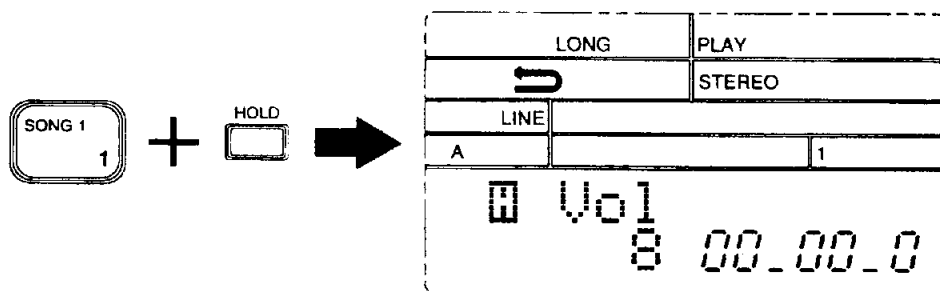 SONG 1
1
HOLD
LONG PLAY
STEREO
LINE
A 1
H Vol
8 00_00_0